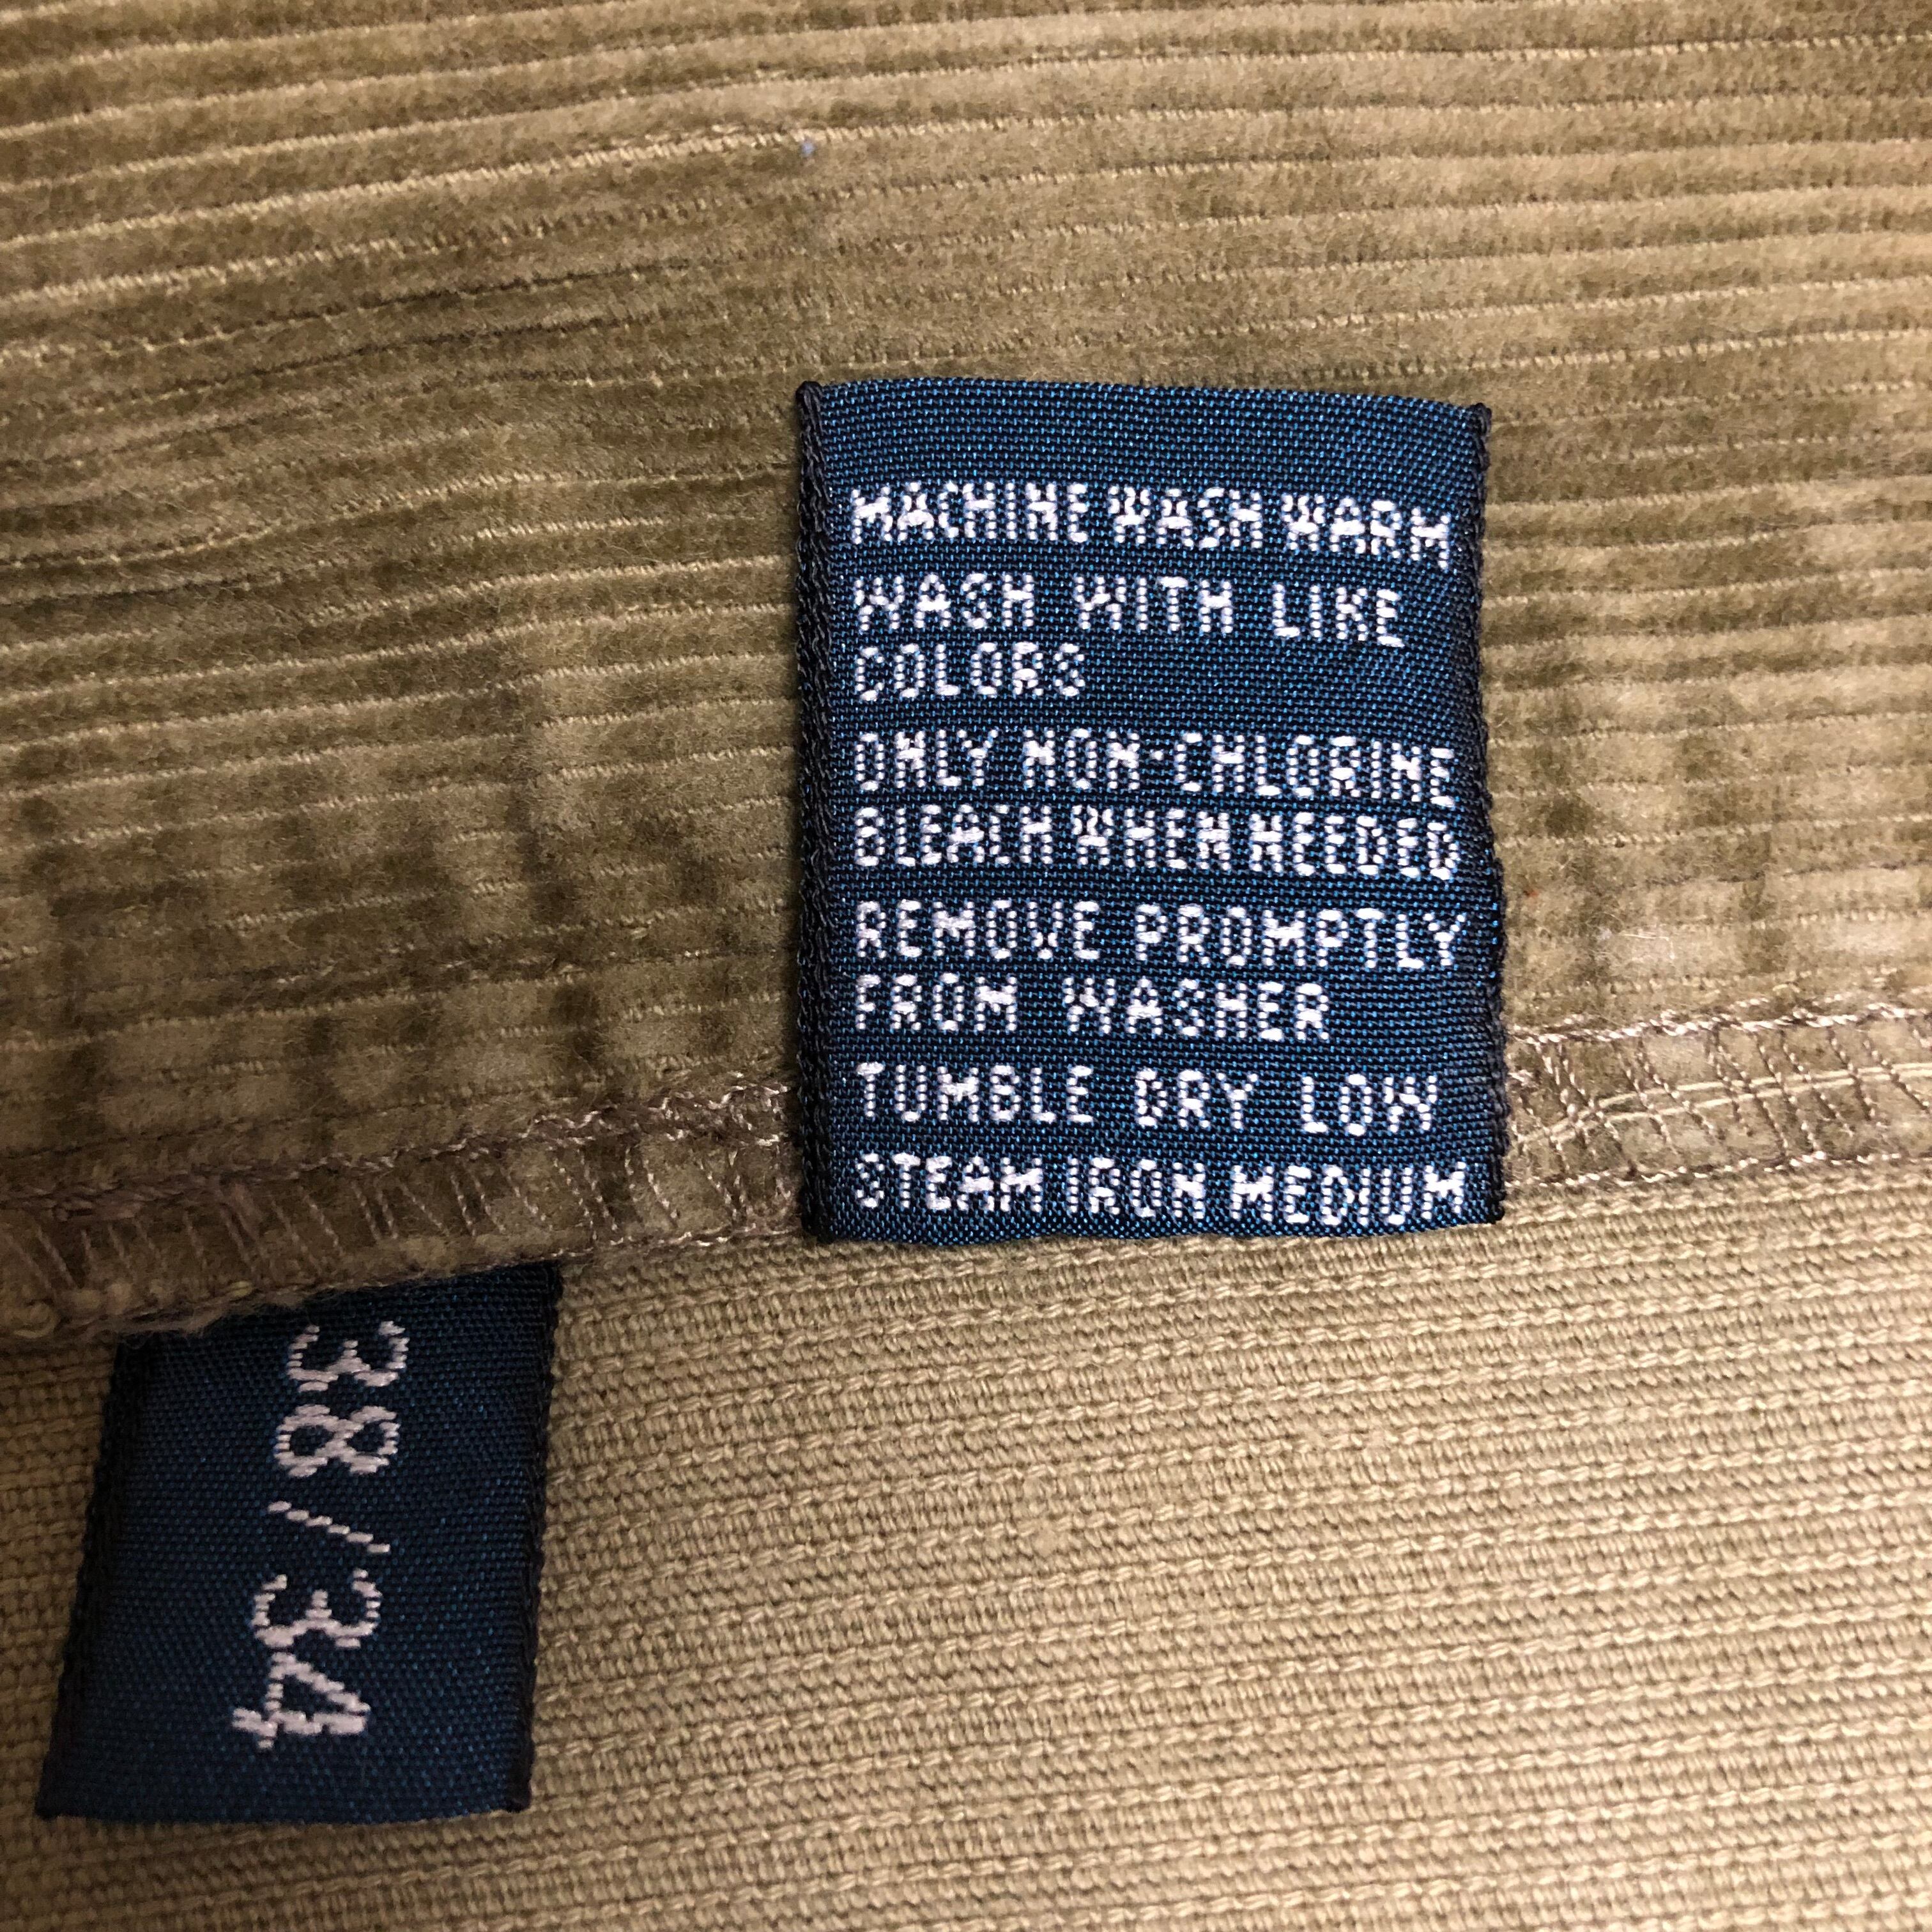 MACHINE WASH WARM
WASH WITH LIKE
COLORS
ONLY NON-CHLORINE
BLEACH WHEN NEEDED
REMOVE PROMPTLY
FROM WASHER
TUMBLE DRY LOW
STEAM IRON MEDIUM
38/34